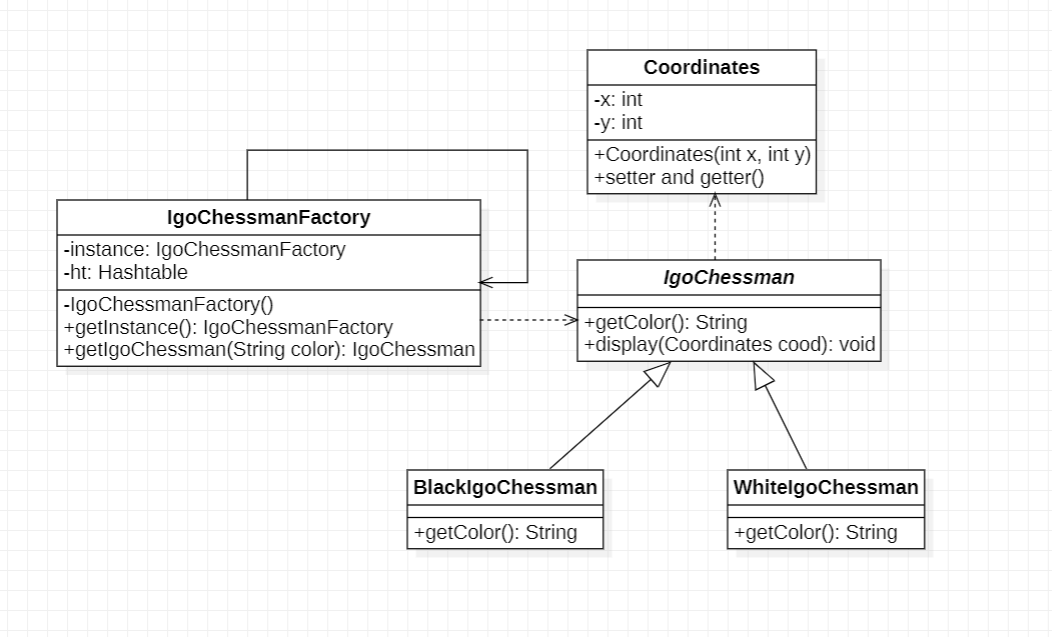 Coordinates
-x: int
-y: int
+Coordinates(int x, int y)
+setter and getter()
IgoChessmanFactory
-instance: IgoChessmanFactory
-ht: Hashtable
-IgoChessmanFactory()
+getInstance(): IgoChessmanFactory
+getIgoChessman(String color): IgoChessman
IgoChessman
+getColor(): String
+display(Coordinates cood): void
BlackIgoChessman
+getColor(): String
WhiteIgoChessman
+getColor(): String